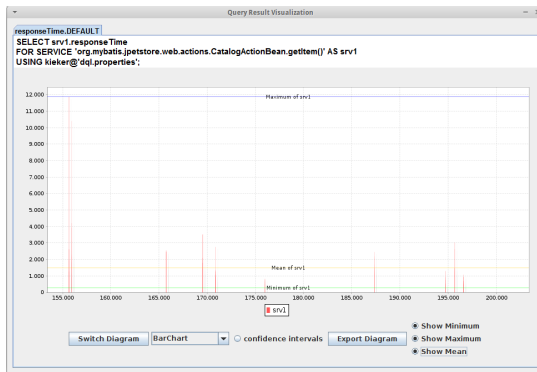 Query Result Visualization
responseTime.DEFAULT
SELECT srv1.responseTime
FOR SERVICE 'org.mybatis.jpetstore.web.actions.CatalogActionBean.getItem()' AS srv1
USING kieker@'dql.properties';
12.000
11.000
10.000
9.000
8.000
7.000
6.000
5.000
4.000
3.000
2.000
1.000
0
Maximum of srv1
Mean of srv1
Minimum of srv1
155.000 160.000 165.000 170.000 175.000 180.000 185.000 190.000 195.000 200.000
srv1
Switch Diagram BarChart confidence intervals Export Diagram
Show Minimum
Show Maximum
Show Mean